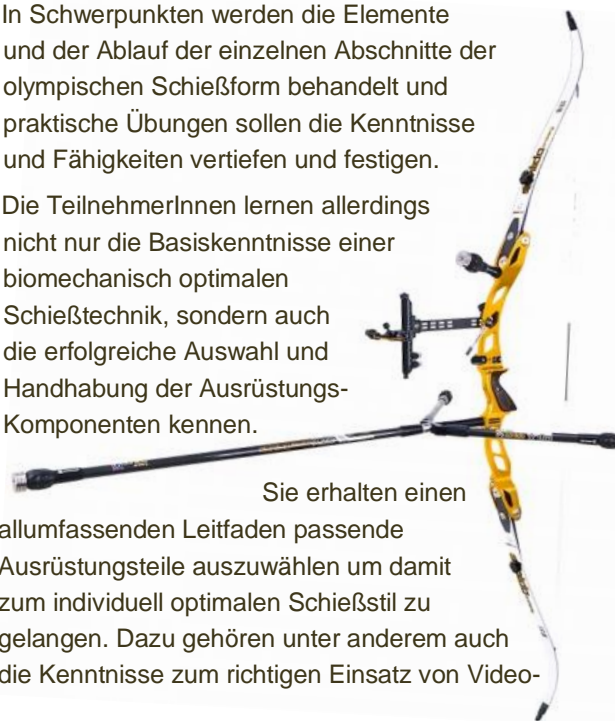 In Schwerpunkten werden die Elemente
und der Ablauf der einzelnen Abschnitte der
olympischen Schießform behandelt und
praktische Übungen sollen die Kenntnisse
und Fähigkeiten vertiefen und festigen.
Die TeilnehmerInnen lernen allerdings
nicht nur die Basiskenntnisse einer
biomechanisch optimalen
Schießtechnik, sondern auch
die erfolgreiche Auswahl und
Handhabung der Ausrüstungs-
Komponenten kennen.
Sie erhalten einen
allumfassenden Leitfaden passende
Ausrüstungsteile auszuwählen um damit
zum individuell optimalen Schießstil zu
gelangen. Dazu gehören unter anderem auch
die Kenntnisse zum richtigen Einsatz von Video-